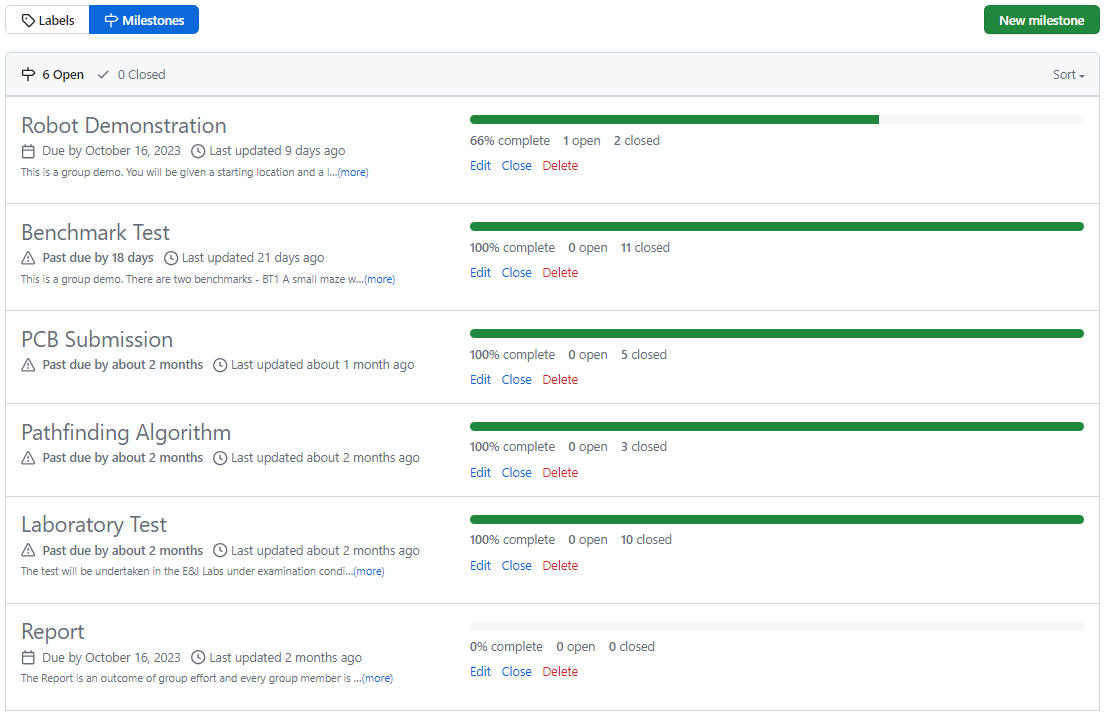 Labels Milestones New milestone
6 Open 0 Closed Sort
Robot Demonstration
Due by October 16, 2023 Last updated 9 days ago
This is a group demo. You will be given a starting location and a l...(more)
66% complete 1 open 2 closed
Edit Close Delete
Benchmark Test
Past due by 18 days Last updated 21 days ago
This is a group demo. There are two benchmarks - BT1 A small maze w...(more)
100% complete 0 open 11 closed
Edit Close Delete
PCB Submission
Past due by about 2 months Last updated about 1 month ago
100% complete 0 open 5 closed
Edit Close Delete
Pathfinding Algorithm
Past due by about 2 months Last updated about 2 months ago
100% complete 0 open 3 closed
Edit Close Delete
Laboratory Test
Past due by about 2 months Last updated about 2 months ago
The test will be undertaken in the E&I Labs under examination condi...(more)
100% complete 0 open 10 closed
Edit Close Delete
Report
Due by October 16, 2023 Last updated 2 months ago
The Report is an outcome of group effort and every group member is ...(more)
0% complete 0 open 0 closed
Edit Close Delete